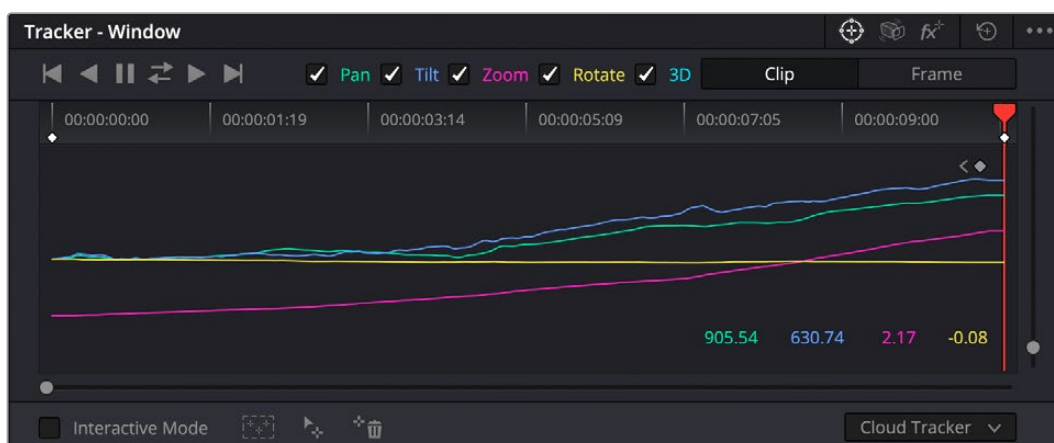 Tracker - Window
fx
Pan Tilt Zoom Rotate 3D Clip Frame
00:00:00:00 00:00:01:19 00:00:03:14 00:00:05:09 00:00:07:05 00:00:09:00
905.54 630.74 2.17 -0.08
Interactive Mode Cloud Tracker